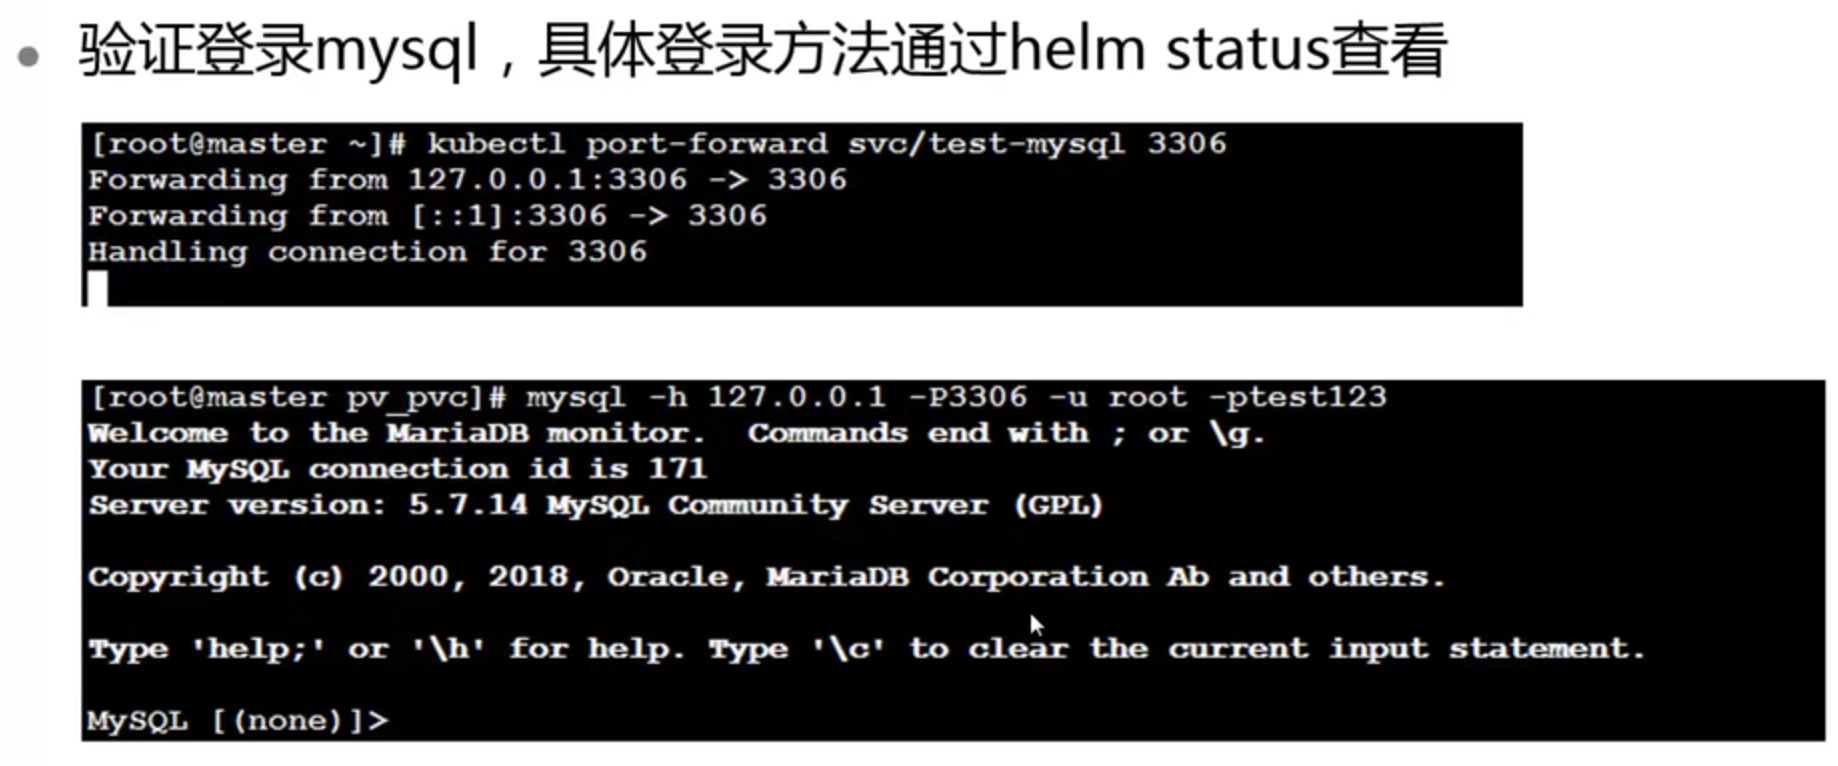 验证登录mysql，具体登录方法通过helm status查看
[root@master ~]# kubectl port-forward svc/test-mysql 3306
Forwarding from 127.0.0.1:3306 -> 3306
Forwarding from [::1]:3306 -> 3306
Handling connection for 3306
[root@master pv_pvc]# mysql -h 127.0.0.1 -P3306 -u root -ptest123
Welcome to the MariaDB monitor.  Commands end with ; or \g.
Your MySQL connection id is 171
Server version: 5.7.14 MySQL Community Server (GPL)
Copyright (c) 2000, 2018, Oracle, MariaDB Corporation Ab and others.
Type 'help;' or '\h' for help. Type '\c' to clear the current input statement.
MySQL [(none)]>